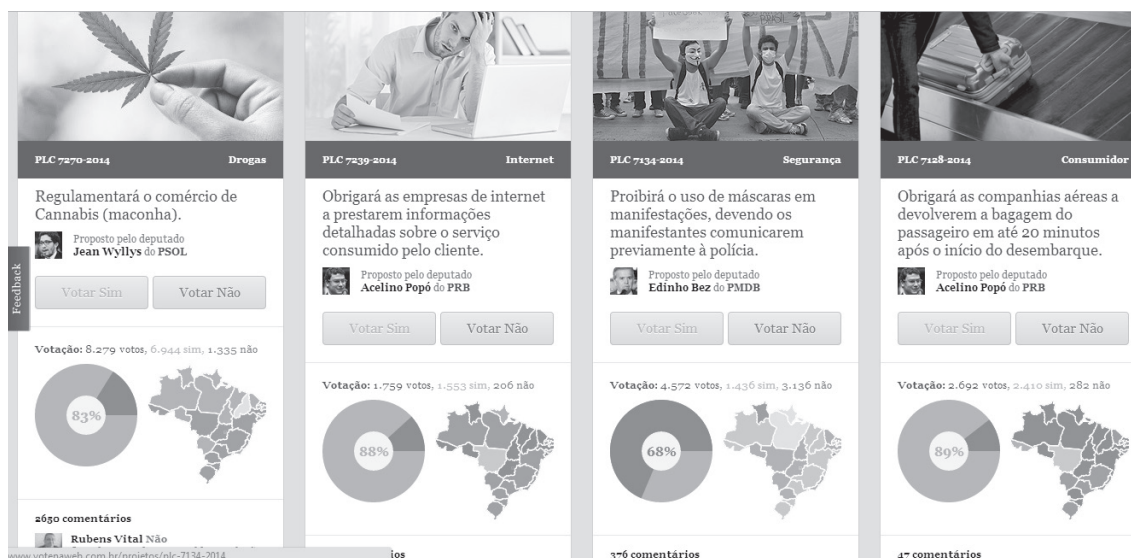 PLC 7270-2014 Drogas
Regulamentará o comércio de
Cannabis (maconha).
Proposto pelo deputado
Jean Wyllys do PSOL
Votar Sim Votar Não
Votação: 8.279 votos, 6.944 sim, 1.335 não
83%
2650 comentários
Rubens Vital Não
PLC 7239-2014 Internet
Obrigará as empresas de internet
a prestarem informações
detalhadas sobre o serviço
consumido pelo cliente.
Proposto pelo deputado
Acelino Popó do PRB
Votar Sim Votar Não
Votação: 1.759 votos, 1.553 sim, 206 não
88%
BRASIL
PLC 7134-2014 Segurança
Proibirá o uso de máscaras em
manifestações, devendo os
manifestantes comunicarem
previamente à polícia.
Proposto pelo deputado
Edinho Bez do PMDB
Votar Sim Votar Não
Votação: 4.572 votos, 1.436 sim, 3.136 não
68%
376 comentários
PLC 7128-2014 Consumidor
Obrigará as companhias aéreas a
devolverem a bagagem do
passageiro em até 20 minutos
após o início do desembarque.
Proposto pelo deputado
Acelino Popó do PRB
Votar Sim Votar Não
Votação: 2.692 votos, 2.410 sim, 282 não
89%
47 comentários
Feedback
www.votenaweb.com.br/projetos/plc-7134-2014